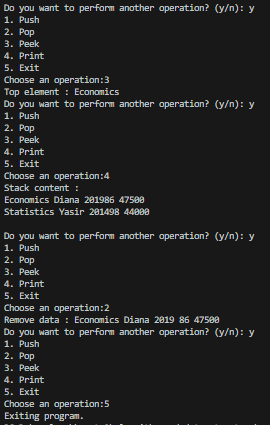 Do you want to perform another operation? (y/n): y
1. Push
2. Pop
3. Peek
4. Print
5. Exit
Choose an operation:3
Top element : Economics
Do you want to perform another operation? (y/n): y
1. Push
2. Pop
3. Peek
4. Print
5. Exit
Choose an operation:4
Stack content :
Economics Diana 201986 47500
Statistics Yasir 201498 44000
Do you want to perform another operation? (y/n): y
1. Push
2. Pop
3. Peek
4. Print
5. Exit
Choose an operation:2
Remove data : Economics Diana 2019 86 47500
Do you want to perform another operation? (y/n): y
1. Push
2. Pop
3. Peek
4. Print
5. Exit
Choose an operation:5
Exiting program.